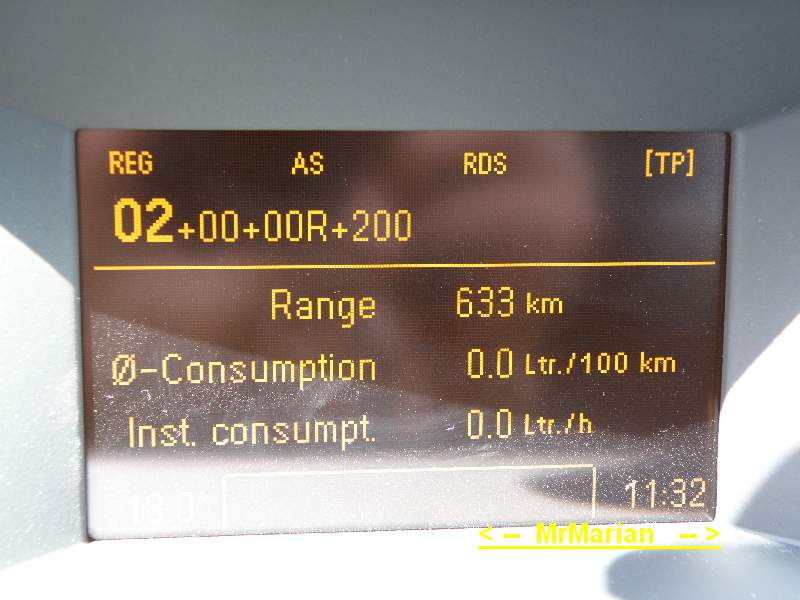 REG AS RDS [TP]
02+00+00R+200
Range 633 km
Ø-Consumption 0.0 Ltr./100 km
Inst. consumpt. 0.0 Ltr./h
18.0° 11:32
< -- MrMarian -- >